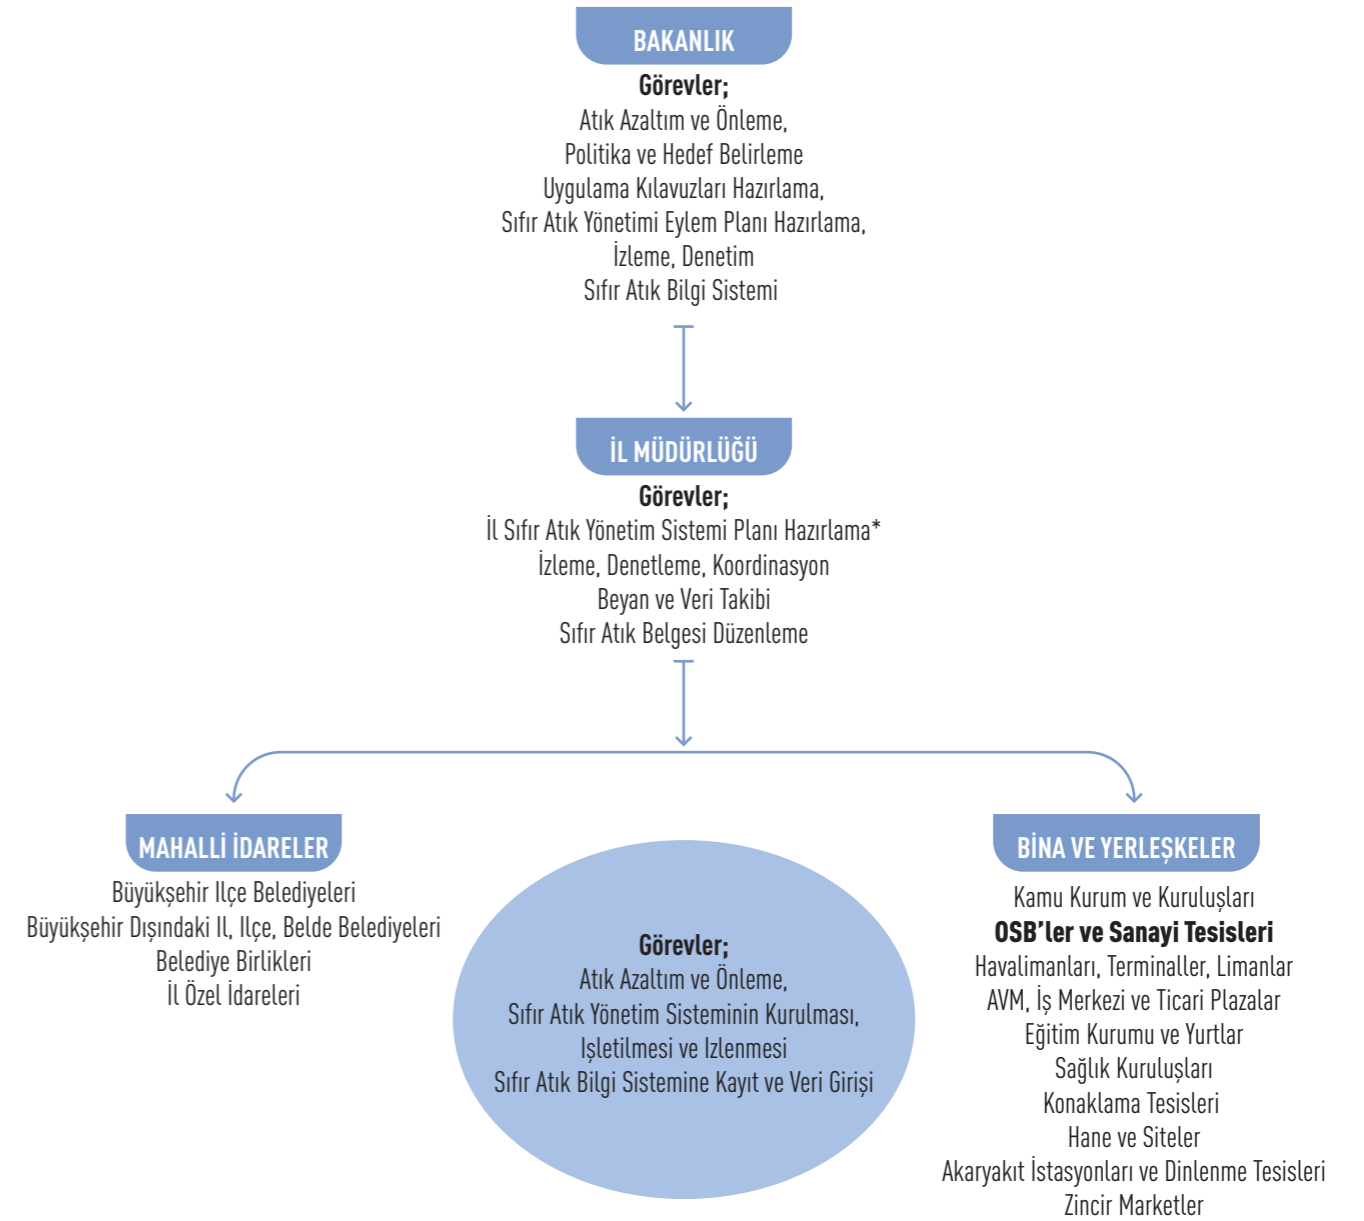 BAKANLIK
Görevler;
Atık Azaltım ve Önleme,
Politika ve Hedef Belirleme
Uygulama Kılavuzları Hazırlama,
Sıfır Atık Yönetimi Eylem Planı Hazırlama,
İzleme, Denetim
Sıfır Atık Bilgi Sistemi
İL MÜDÜRLÜĞÜ
Görevler;
İl Sıfır Atık Yönetim Sistemi Planı Hazırlama*
İzleme, Denetleme, Koordinasyon
Beyan ve Veri Takibi
Sıfır Atık Belgesi Düzenleme
MAHALLİ İDARELER
Büyükşehir Ilçe Belediyeleri
Büyükşehir Dışındaki Il, Ilçe, Belde Belediyeleri
Belediye Birlikleri
İl Özel İdareleri
Görevler;
Atık Azaltım ve Önleme,
Sıfır Atık Yönetim Sisteminin Kurulması,
Işletilmesi ve Izlenmesi
Sıfır Atık Bilgi Sistemine Kayıt ve Veri Girişi
BİNA VE YERLEŞKELER
Kamu Kurum ve Kuruluşları
OSB'ler ve Sanayi Tesisleri
Havalimanları, Terminaller, Limanlar
AVM, İş Merkezi ve Ticari Plazalar
Eğitim Kurumu ve Yurtlar
Sağlık Kuruluşları
Konaklama Tesisleri
Hane ve Siteler
Akaryakıt İstasyonları ve Dinlenme Tesisleri
Zincir Marketler